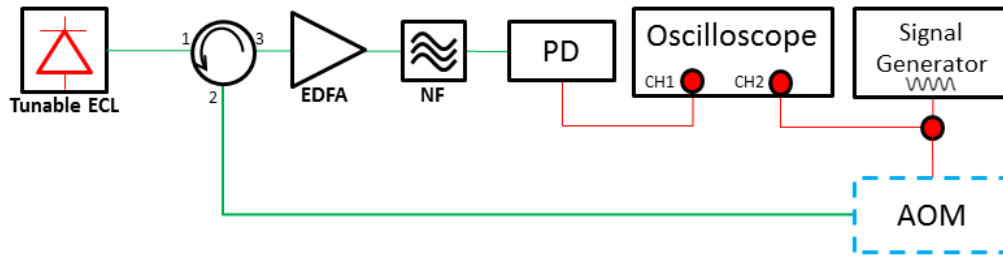 Tunable ECL
1
2
3
EDFA
NF
PD
Oscilloscope
CH1
CH2
Signal
Generator
AOM